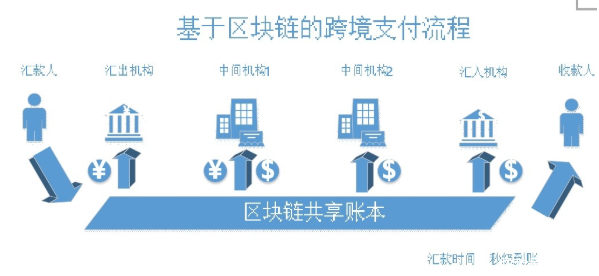 基于区块链的跨境支付流程
汇款人 汇出机构 中间机构1 中间机构2 汇入机构 收款人
¥ ¥ $ $ $
区块链共享账本
汇款时间 秒级到账